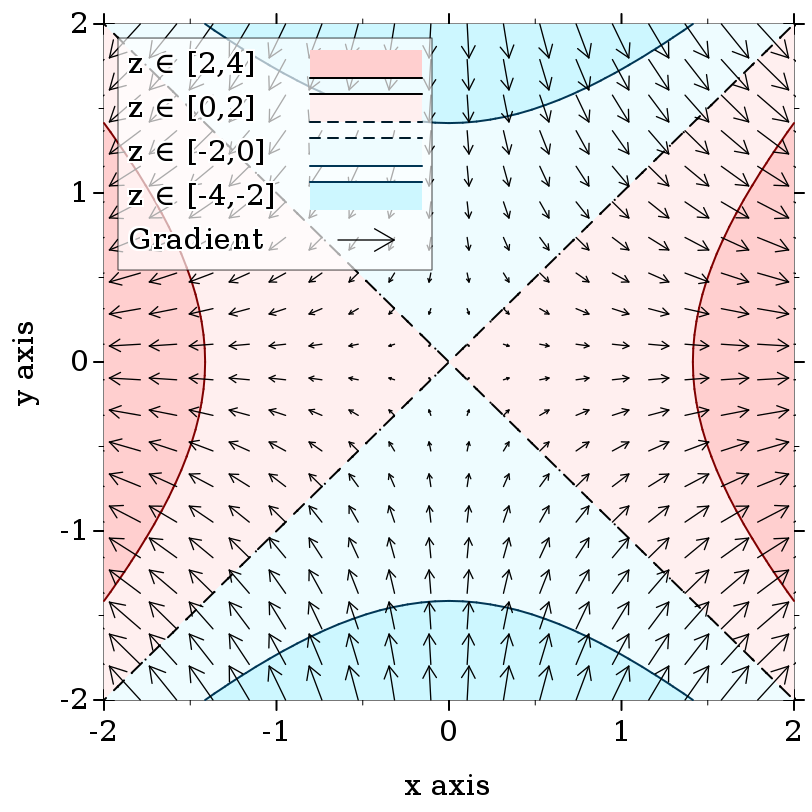 2
z ∈ [2,4]
z ∈ [0,2]
z ∈ [-2,0]
z ∈ [-4,-2]
Gradient
1
0
-1
-2
y axis
-2 -1 0 1 2
x axis